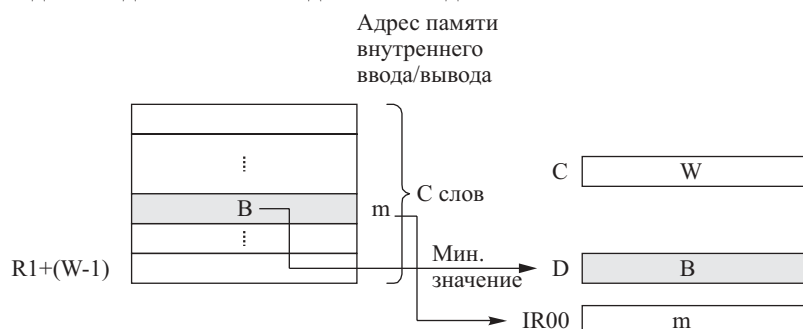 Адрес памяти
внутреннего
ввода/вывода
C W
B m C слов
R1+(W-1)
Мин.
значение
D B
IR00 m